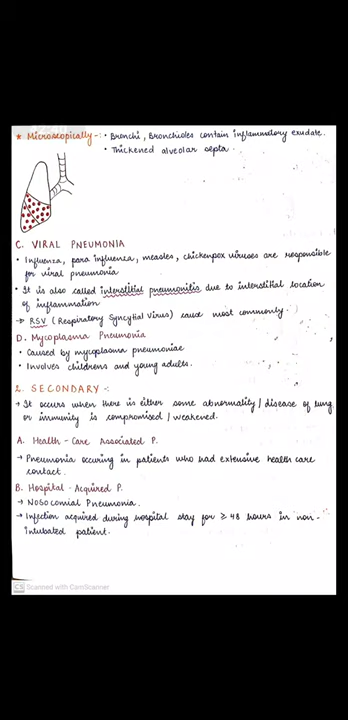 ★ Microscopically -: • Bronchi, Bronchioles contain inflammatory exudate.
• Thickened alveolar septa.
C. VIRAL PNEUMONIA
• Influenza, para influenza, measles, chickenpox viruses are responsible
for viral pneumonia
• It is also called interstitial pneumonitis due to interstitial location
of inflammation
→ RSV (Respiratory Syncytial Virus) cause most commonly.
D. Mycoplasma Pneumonia
• Caused by mycoplasma pneumoniae
• Involves childrens and young adults.
2. SECONDARY -:
→ It occurs when there is either some abnormality / disease of lung
or immunity is compromised / weakened.
A. Health - Care Associated P.
→ Pneumonia occuring in patients who had extensive health care
contact.
B. Hospital - Acquired P.
→ Nosocomial Pneumonia.
→ Infection acquired during hospital stay for ≥ 48 hours in non-
intubated patient.
CS Scanned with CamScanner